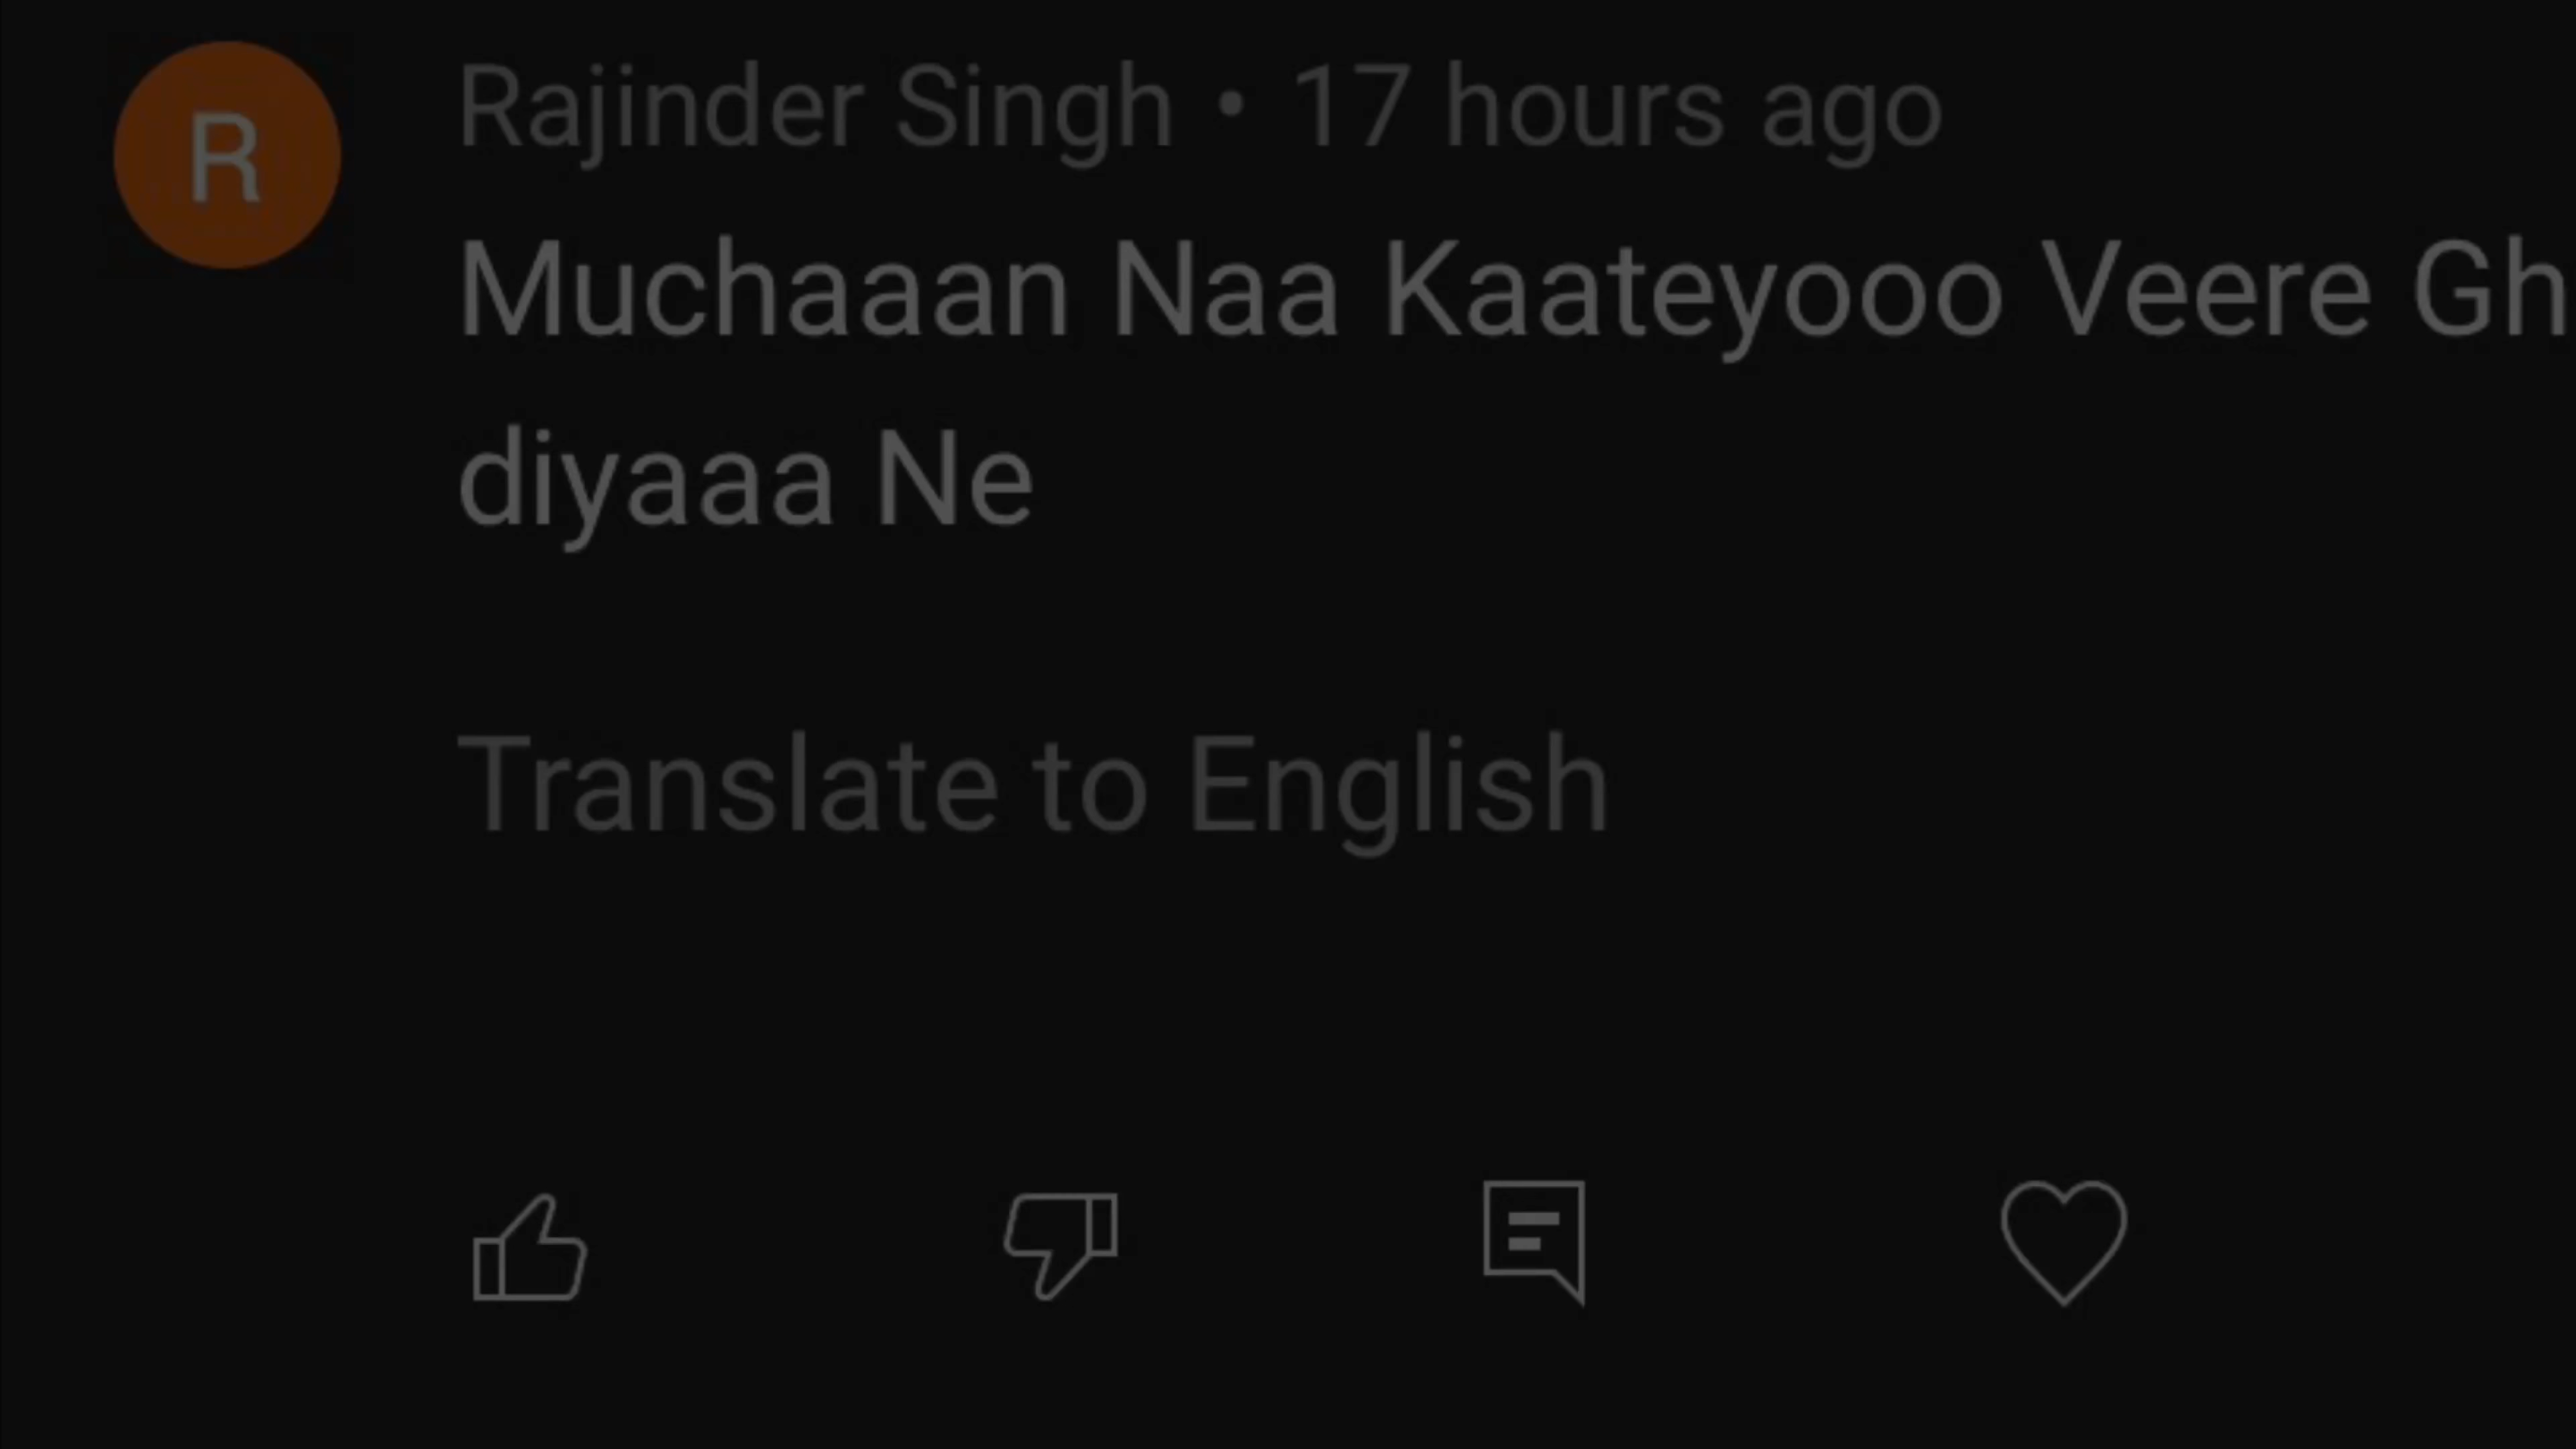 R
Rajinder Singh • 17 hours ago
Muchaaan Naa Kaateyooo Veere
diyaaa Ne
Translate to English